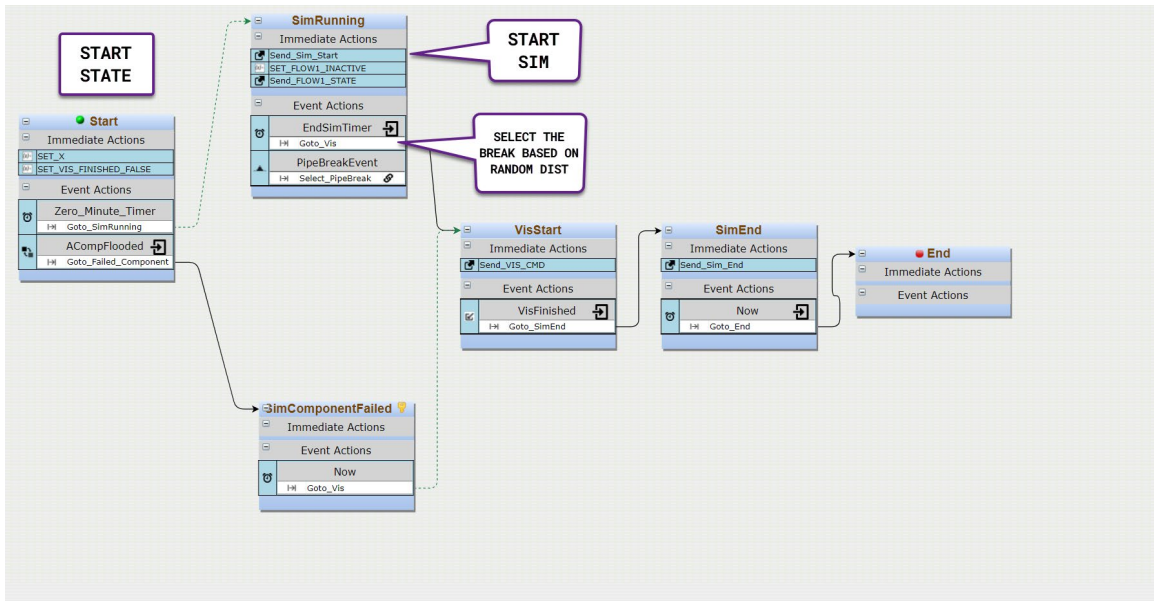 START
STATE
Start
Immediate Actions
SET_X
SET_VIS_FINISHED_FALSE
Event Actions
Zero_Minute_Timer
Goto_SimRunning
ACompFlooded
Goto_Failed_Component
SimRunning
Immediate Actions
Send_Sim_Start
SET_FLOW1_INACTIVE
Send_FLOW1_STATE
Event Actions
EndSimTimer
Goto_Vis
PipeBreakEvent
Select_PipeBreak
START
SIM
SELECT THE
BREAK BASED ON
RANDOM DIST
VisStart
Immediate Actions
Send_VIS_CMD
Event Actions
VisFinished
Goto_SimEnd
SimEnd
Immediate Actions
Send_Sim_End
Event Actions
Now
Goto_End
End
Immediate Actions
Event Actions
SimComponentFailed
Immediate Actions
Event Actions
Now
Goto_Vis